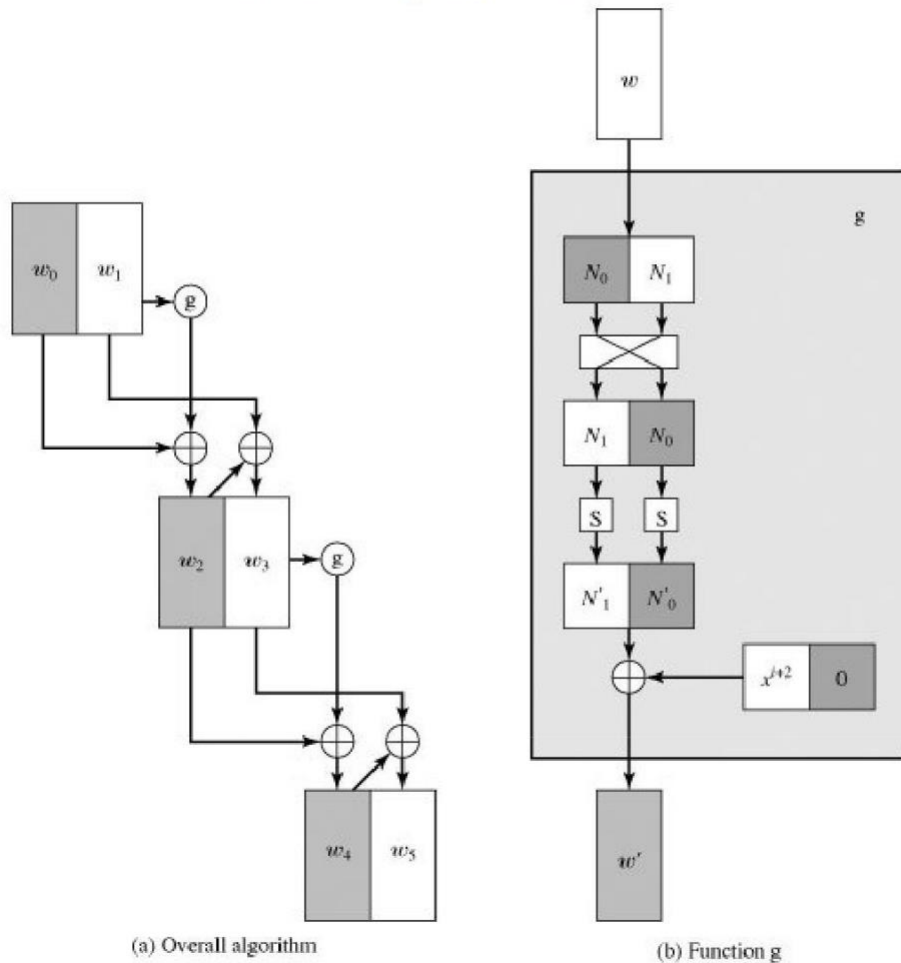 w₀ w₁
g
w₂ w₃
g
w₄ w₅
(a) Overall algorithm
w
g
N₀ N₁
N₁ N₀
S S
N'₁ N'₀
xʲ⁺² 0
w'
(b) Function g